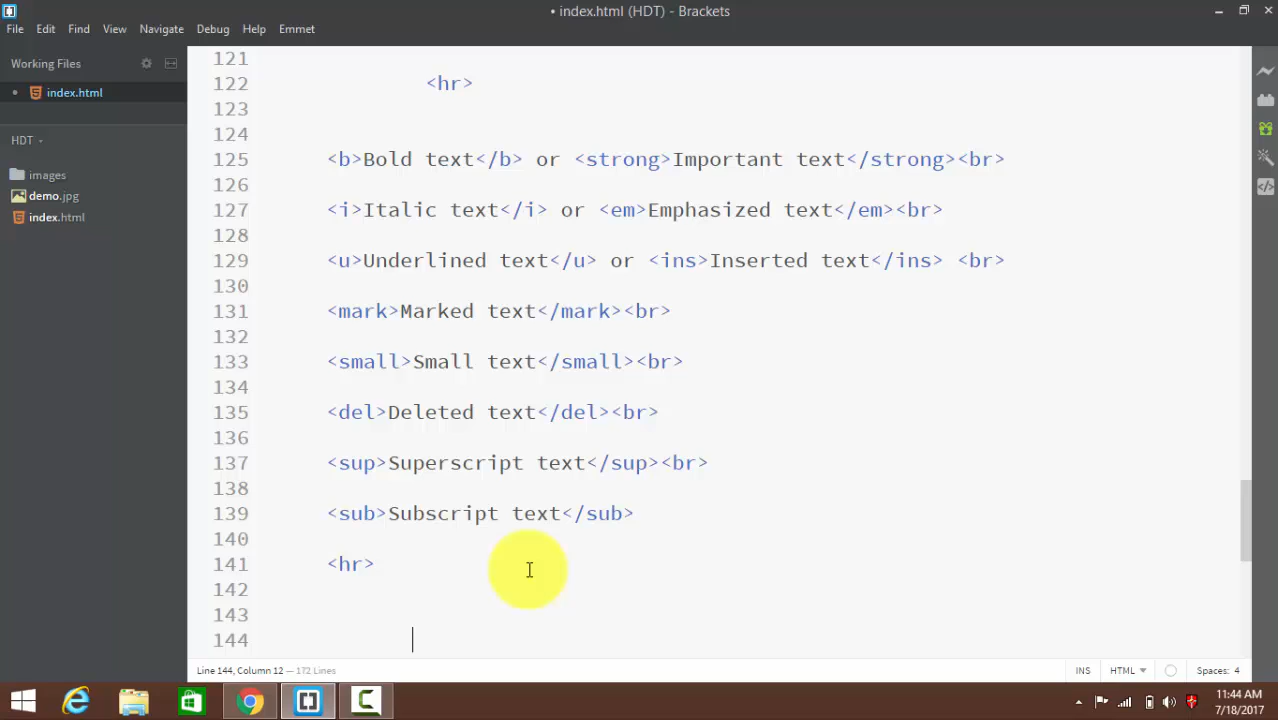 • index.html (HDT) - Brackets
File Edit Find View Navigate Debug Help Emmet
Working Files
• index.html
HDT
images
demo.jpg
index.html
121
122 <hr>
123
124
125 <b>Bold text</b> or <strong>Important text</strong><br>
126
127 <i>Italic text</i> or <em>Emphasized text</em><br>
128
129 <u>Underlined text</u> or <ins>Inserted text</ins> <br>
130
131 <mark>Marked text</mark><br>
132
133 <small>Small text</small><br>
134
135 <del>Deleted text</del><br>
136
137 <sup>Superscript text</sup><br>
138
139 <sub>Subscript text</sub>
140
141 <hr>
142
143
144
Line 144, Column 12 — 172 Lines INS HTML Spaces: 4
11:44 AM
7/18/2017